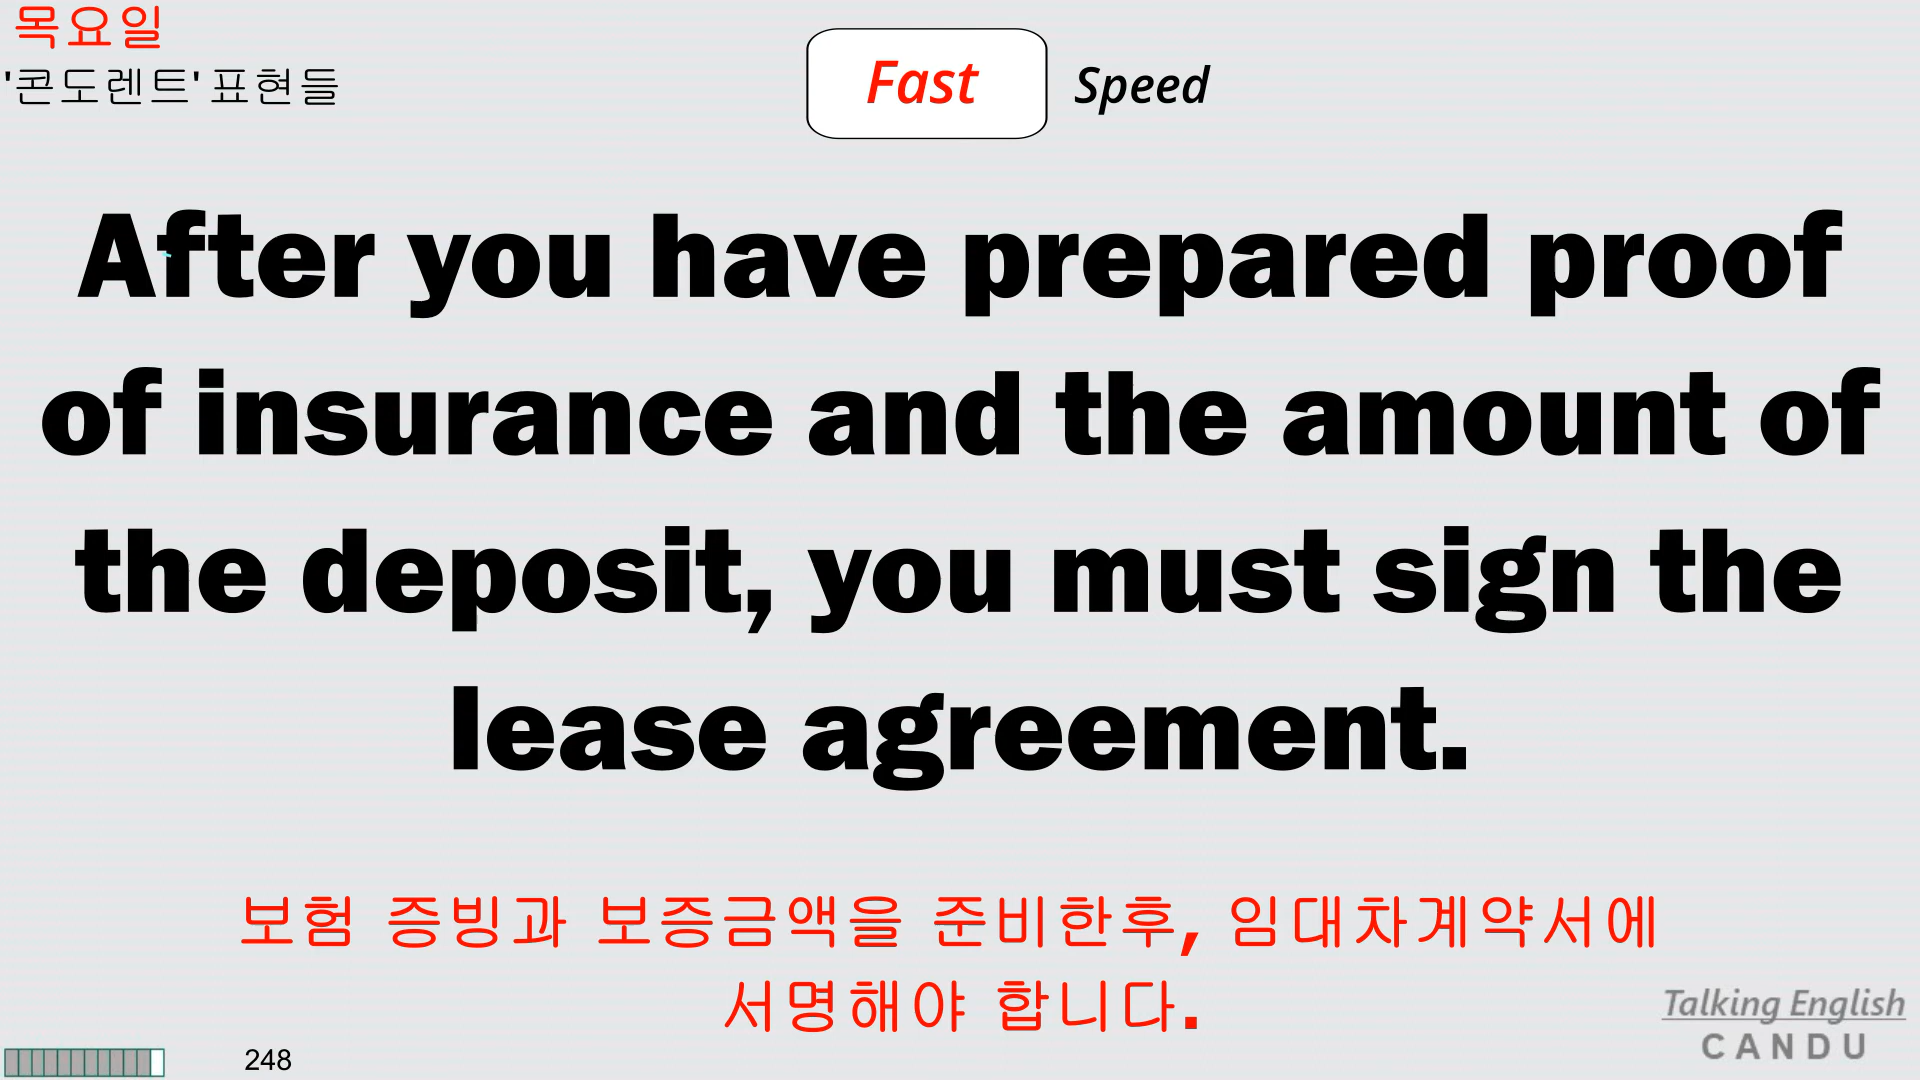 목요일
'콘도렌트' 표현들
Fast Speed
After you have prepared proof
of insurance and the amount of
the deposit, you must sign the
lease agreement.
보험 증빙과 보증금액을 준비한후, 임대차계약서에
서명해야 합니다.
Talking English
CANDU
248